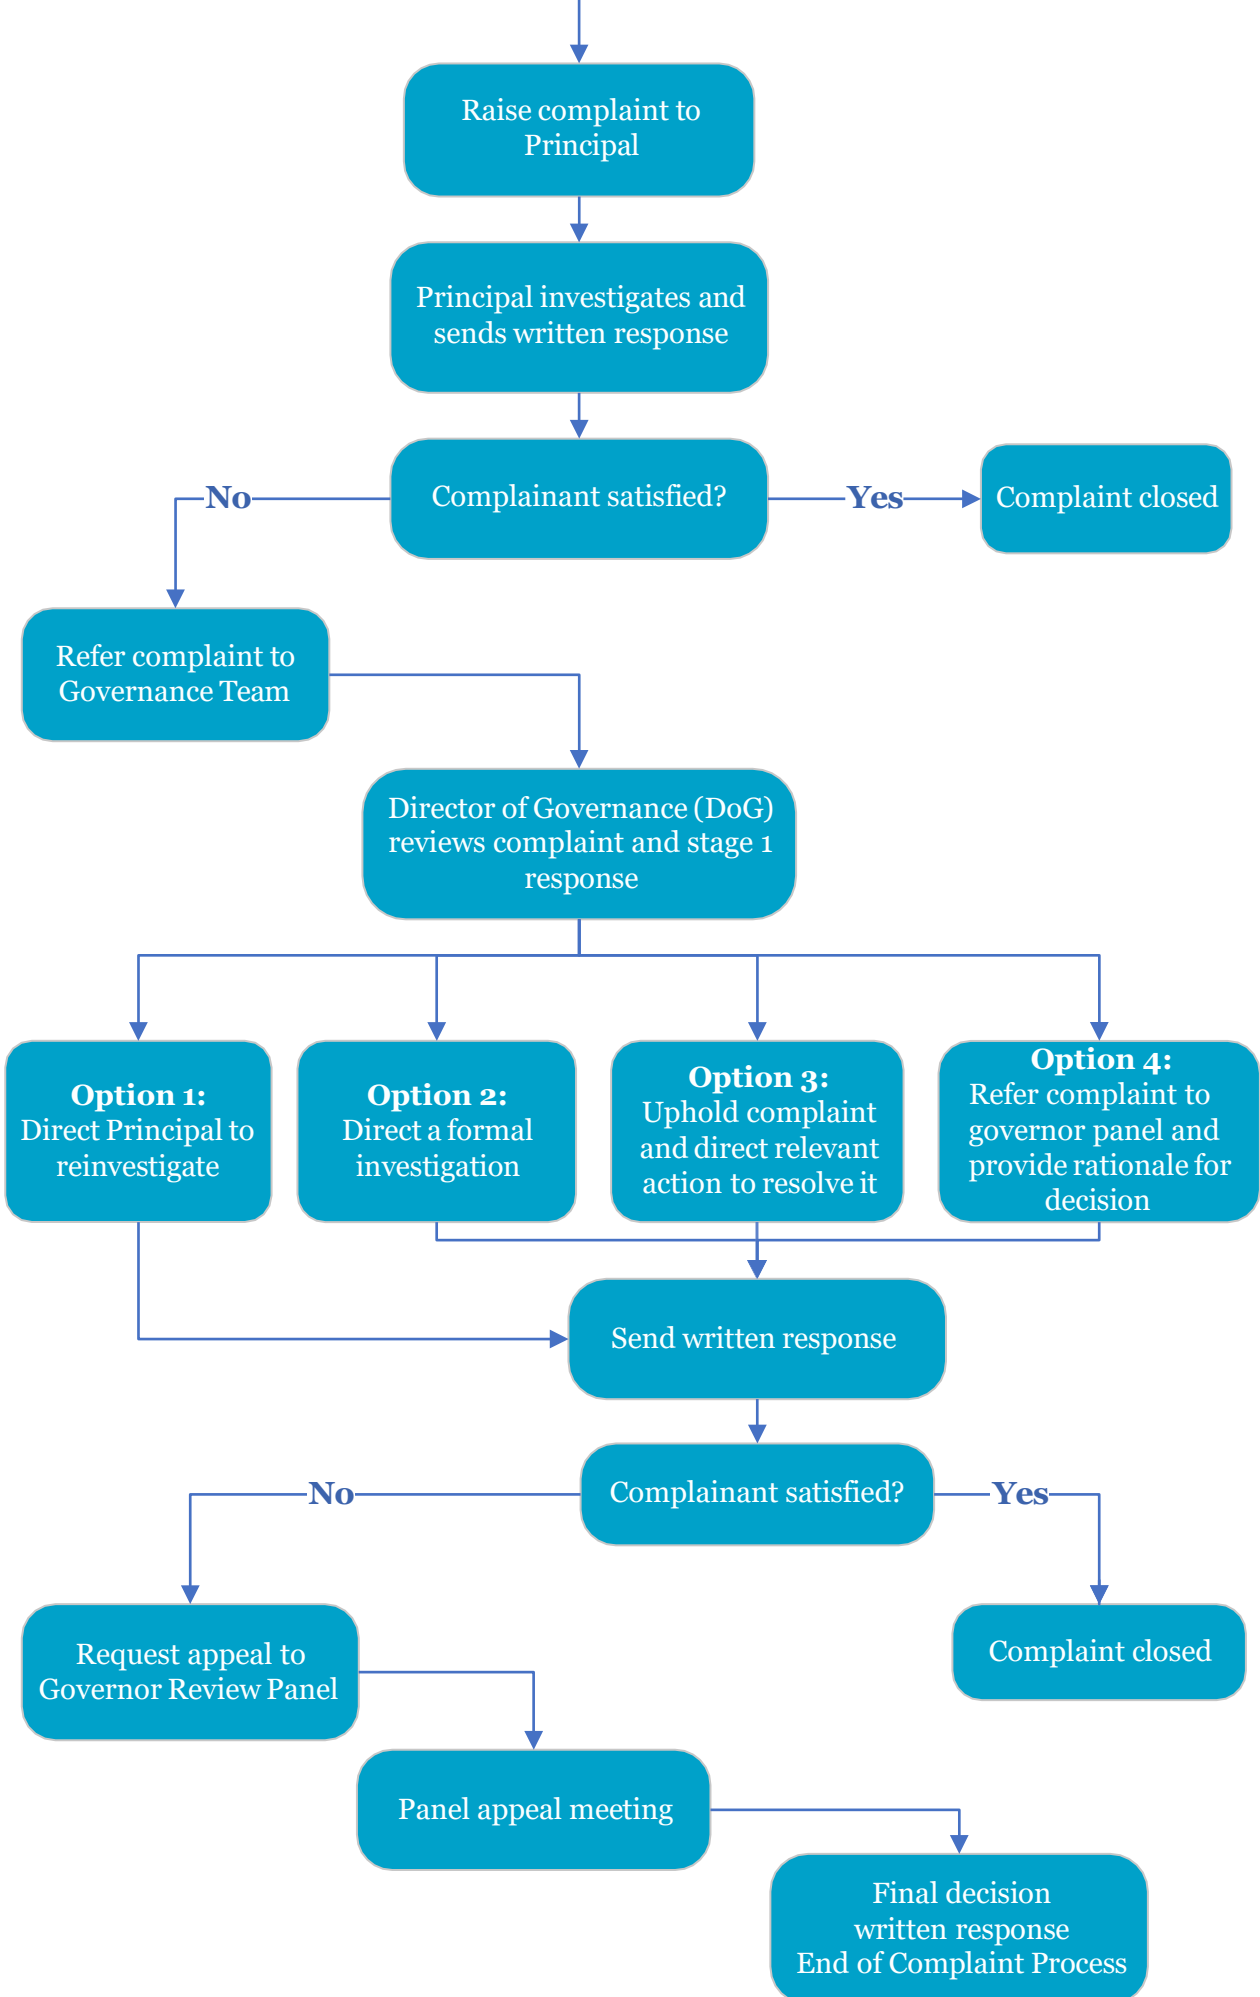 Raise complaint to
Principal
Principal investigates and
sends written response
No
Complainant satisfied?
Yes
Complaint closed
Refer complaint to
Governance Team
Director of Governance (DoG)
reviews complaint and stage 1
response
Option 1:
Direct Principal to
reinvestigate
Option 2:
Direct a formal
investigation
Option 3:
Uphold complaint
and direct relevant
action to resolve it
Option 4:
Refer complaint to
governor panel and
provide rationale for
decision
Send written response
No
Complainant satisfied?
Yes
Request appeal to
Governor Review Panel
Complaint closed
Panel appeal meeting
Final decision
written response
End of Complaint Process